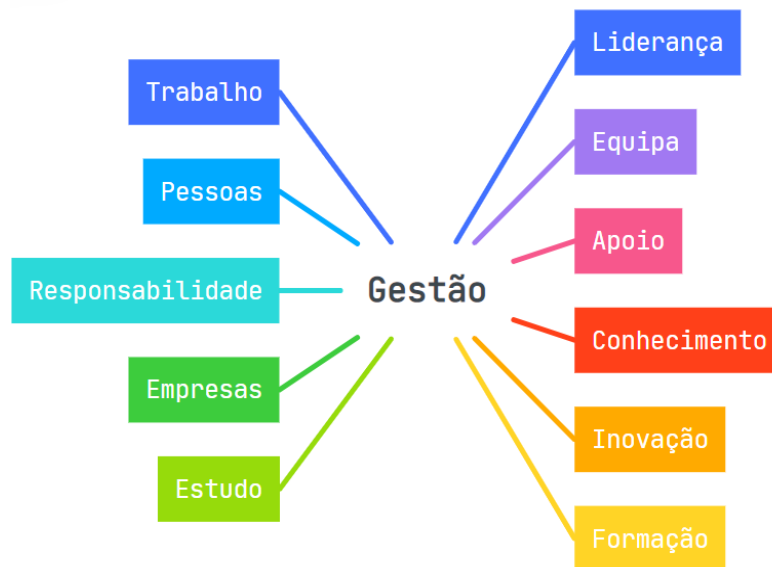 Trabalho
Pessoas
Responsabilidade
Empresas
Estudo
Gestão
Liderança
Equipa
Apoio
Conhecimento
Inovação
Formação